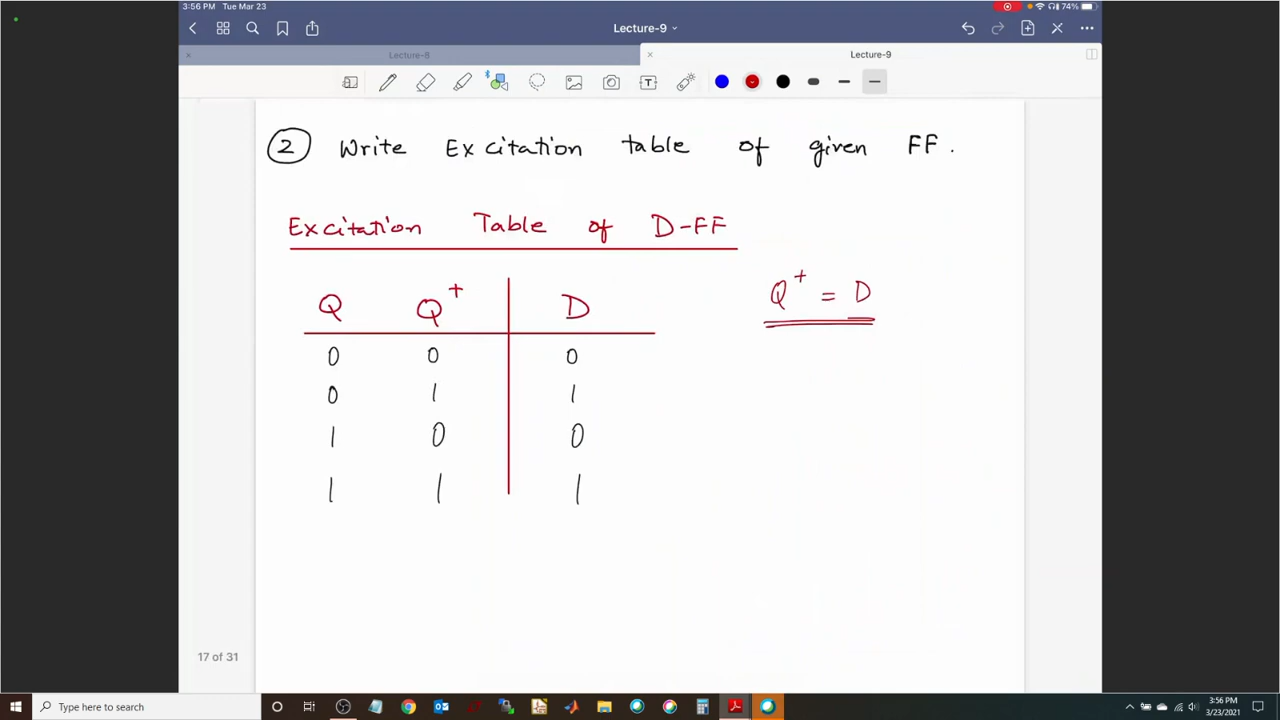 3:56 PM Tue Mar 23
74%
Lecture-9
Lecture-8
Lecture-9
T
2 Write Excitation table of given FF.
Excitation Table of D-FF
Q Q+ D
Q+ = D
0 0 0
0 1 1
1 0 0
1 1 1
17 of 31
Type here to search
3:56 PM
3/23/2021